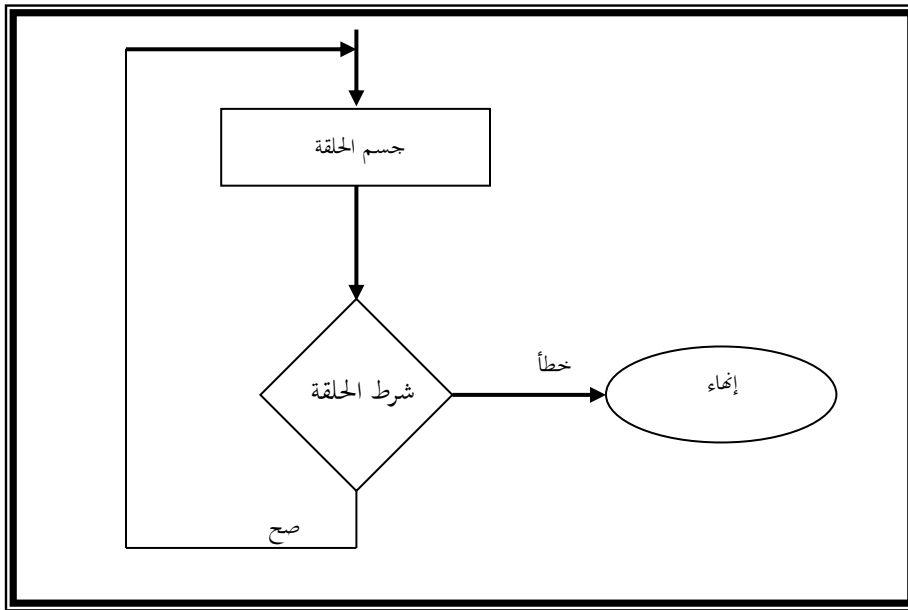 جسم الحلقة
شرط الحلقة
خطأ
إنهاء
صح